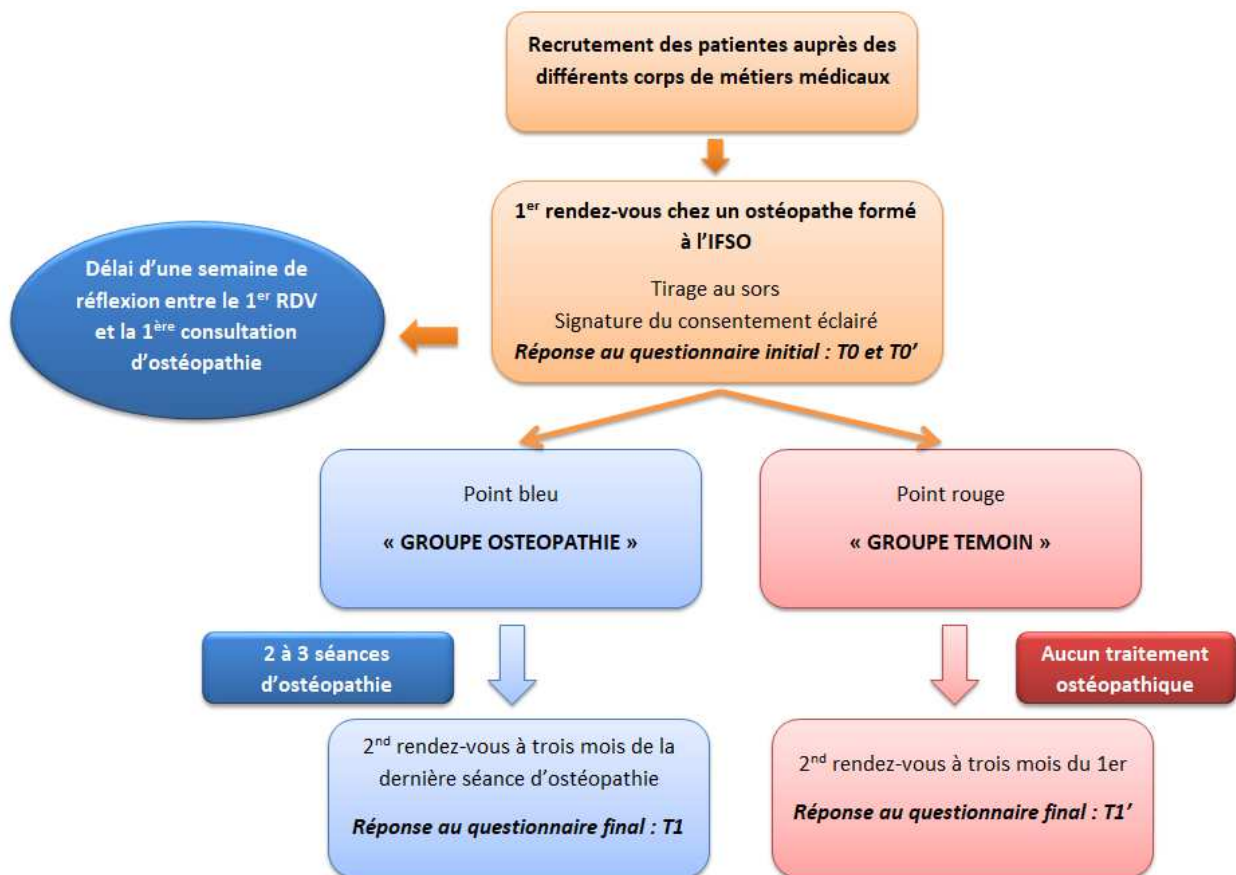 Recrutement des patientes auprès des
différents corps de métiers médicaux
1er rendez-vous chez un ostéopathe formé
à l’IFSO
Tirage au sors
Signature du consentement éclairé
Réponse au questionnaire initial : T0 et T0’
Délai d’une semaine de
réflexion entre le 1er RDV
et la 1ère consultation
d’ostéopathie
Point bleu
« GROUPE OSTEOPATHIE »
Point rouge
« GROUPE TEMOIN »
2 à 3 séances
d’ostéopathie
Aucun traitement
ostéopathique
2nd rendez-vous à trois mois de la
dernière séance d’ostéopathie
Réponse au questionnaire final : T1
2nd rendez-vous à trois mois du 1er
Réponse au questionnaire final : T1’